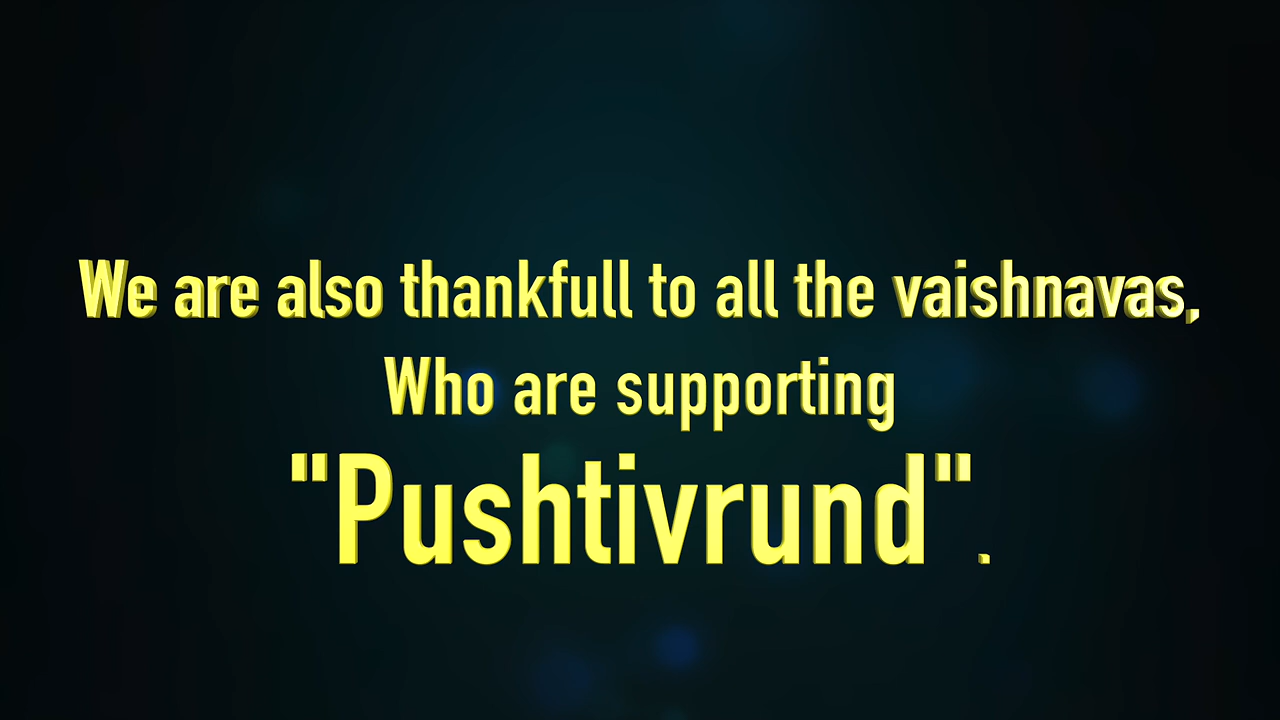 We are also thankfull to all the vaishnavas,
Who are supporting
"Pushtivrund".